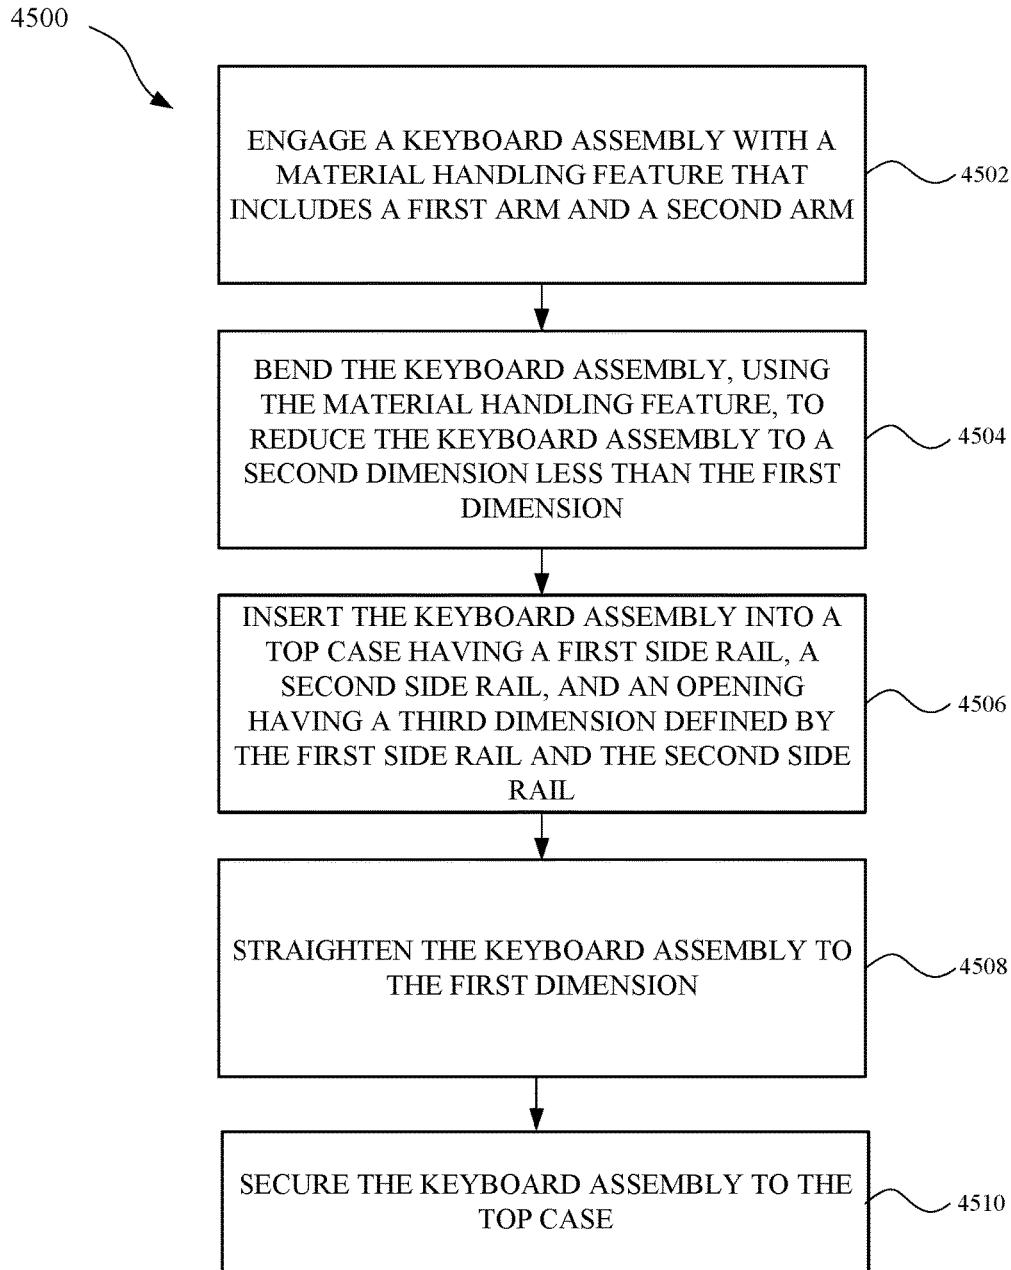 4500
ENGAGE A KEYBOARD ASSEMBLY WITH A
MATERIAL HANDLING FEATURE THAT
INCLUDES A FIRST ARM AND A SECOND ARM
4502
BEND THE KEYBOARD ASSEMBLY, USING
THE MATERIAL HANDLING FEATURE, TO
REDUCE THE KEYBOARD ASSEMBLY TO A
SECOND DIMENSION LESS THAN THE FIRST
DIMENSION
4504
INSERT THE KEYBOARD ASSEMBLY INTO A
TOP CASE HAVING A FIRST SIDE RAIL, A
SECOND SIDE RAIL, AND AN OPENING
HAVING A THIRD DIMENSION DEFINED BY
THE FIRST SIDE RAIL AND THE SECOND SIDE
RAIL
4506
STRAIGHTEN THE KEYBOARD ASSEMBLY TO
THE FIRST DIMENSION
4508
SECURE THE KEYBOARD ASSEMBLY TO THE
TOP CASE
4510